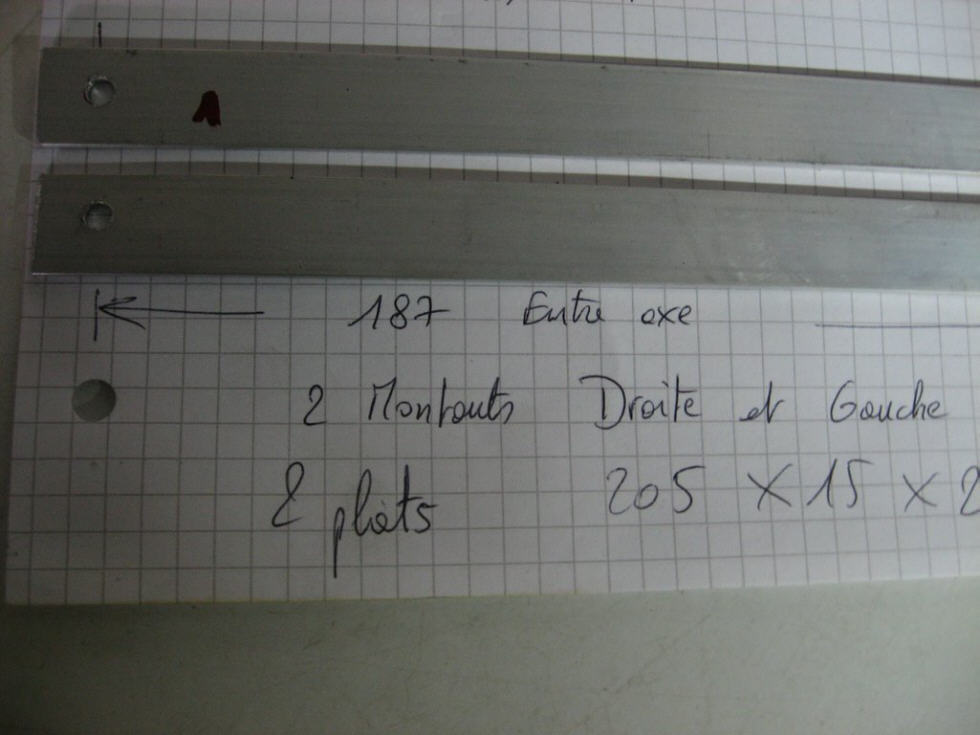 1
187 Entre axe
2 Montants Droite et Gauche
2 plats 205 X 15 X 2